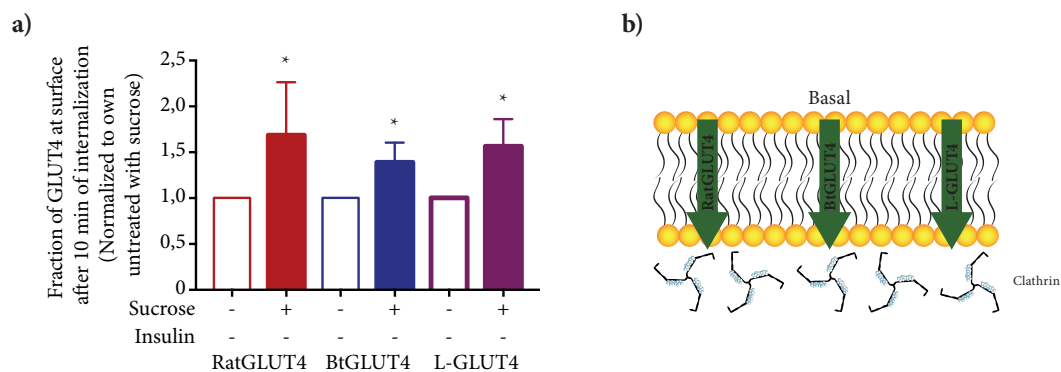 a)
Fraction of GLUT4 at surface
after 10 min of internalization
(Normalized to own
untreated with sucrose)
2,5
2,0
1,5
1,0
0,5
0
*
*
*
Sucrose - + - + - +
Insulin - - - - - -
RatGLUT4 BtGLUT4 L-GLUT4
b)
Basal
RatGLUT4
BtGLUT4
L-GLUT4
Clathrin